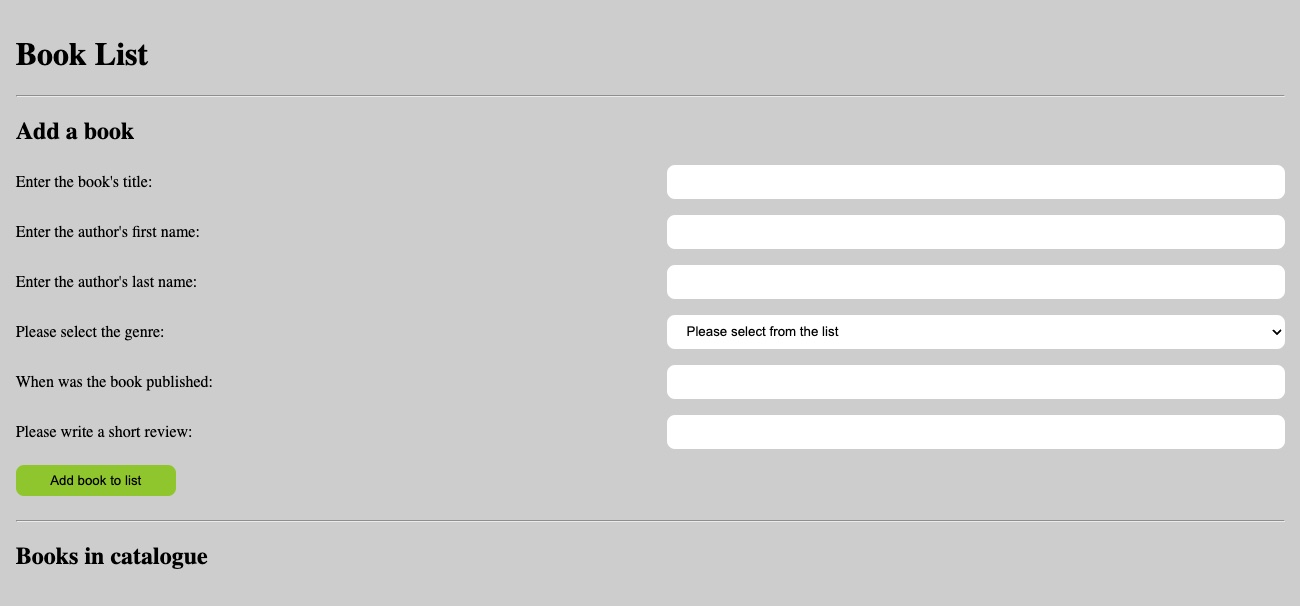 Book List
Add a book
Enter the book's title:
Enter the author's first name:
Enter the author's last name:
Please select the genre:
Please select from the list
When was the book published:
Please write a short review:
Add book to list
Books in catalogue